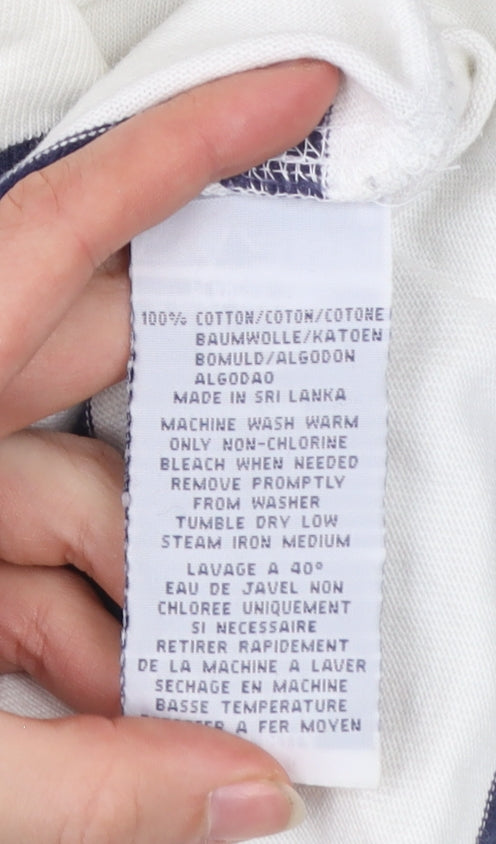 100% COTTON/COTON/COTONE
BAUMWOLLE/KATOEN
BOMULD/ALGODON
ALGODAO
MADE IN SRI LANKA
MACHINE WASH WARM
ONLY NON-CHLORINE
BLEACH WHEN NEEDED
REMOVE PROMPTLY
FROM WASHER
TUMBLE DRY LOW
STEAM IRON MEDIUM
LAVAGE A 40°
EAU DE JAVEL NON
CHLOREE UNIQUEMENT
SI NECESSAIRE
RETIRER RAPIDEMENT
DE LA MACHINE A LAVER
SECHAGE EN MACHINE
BASSE TEMPERATURE
A FER MOYEN